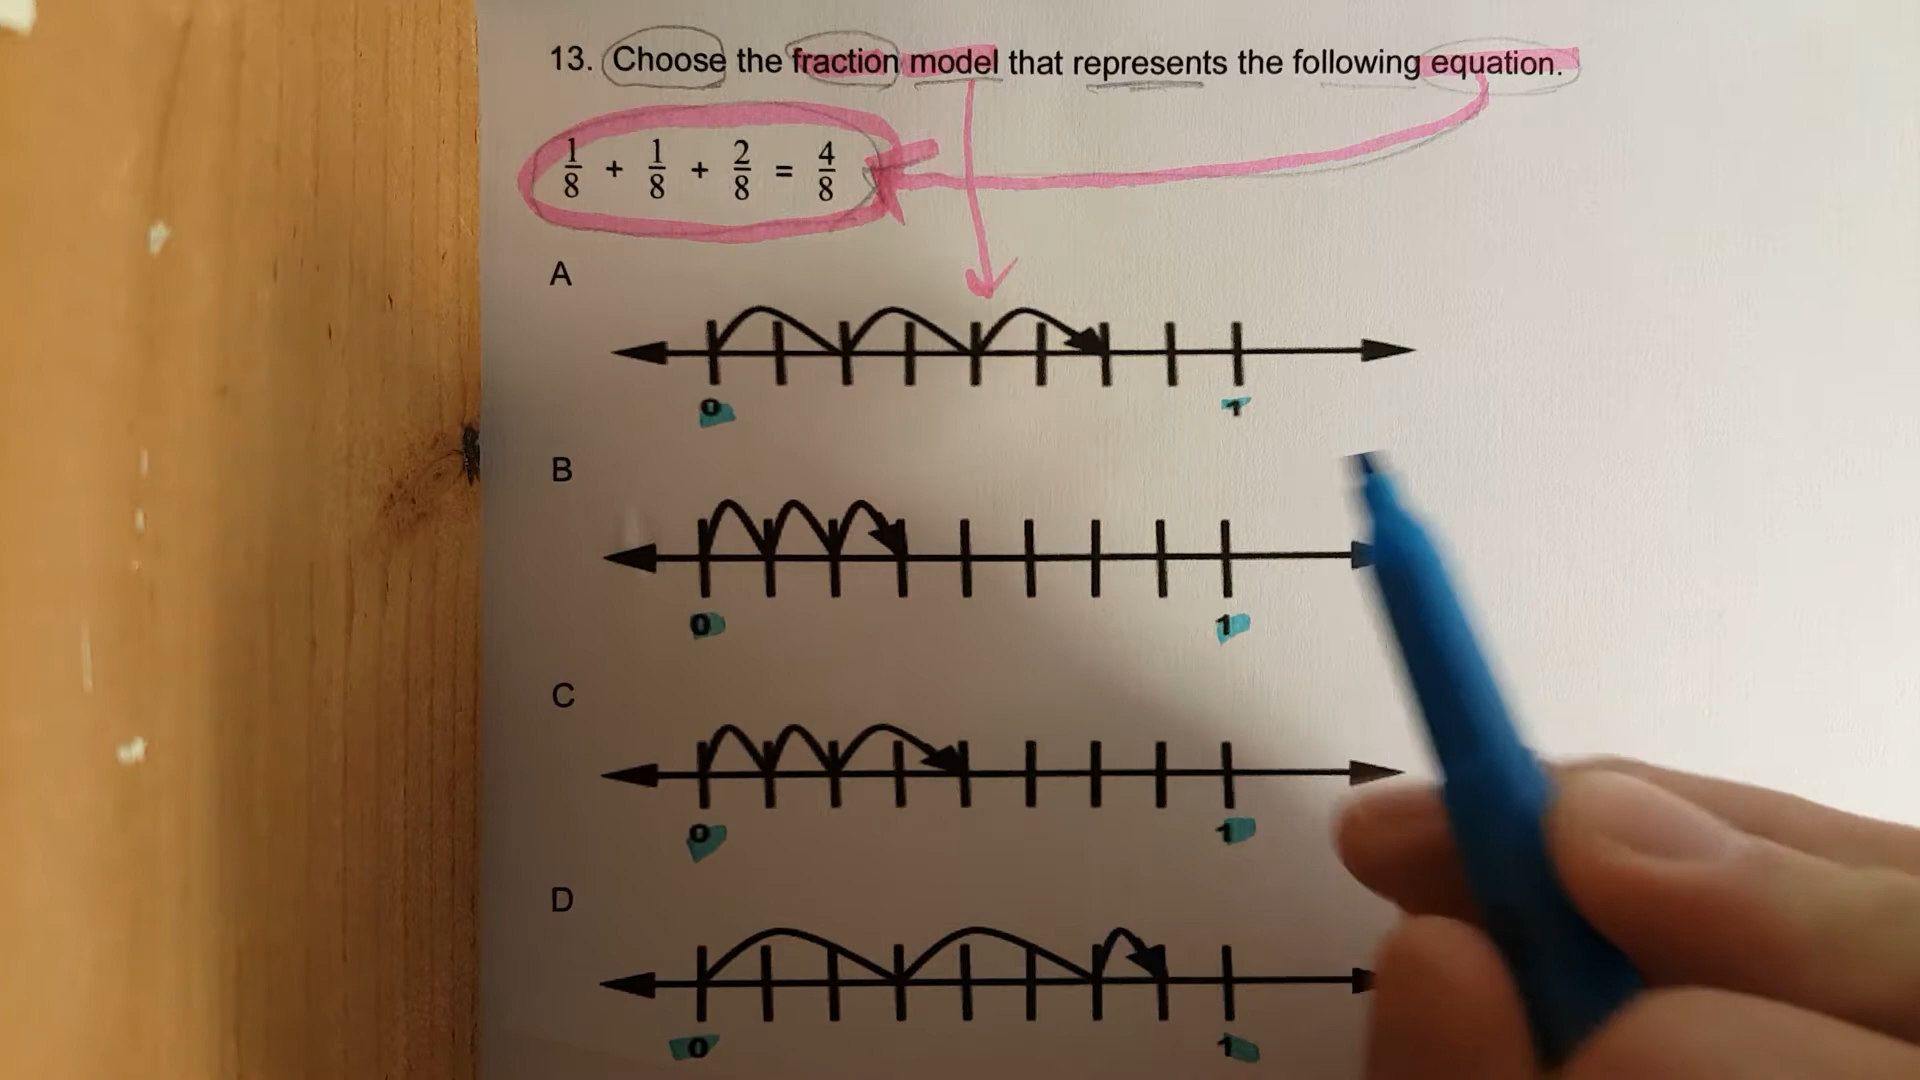 13. Choose the fraction model that represents the following equation.
1/8 + 1/8 + 2/8 = 4/8
A
0 1
B
0 1
C
0 1
D
0 1